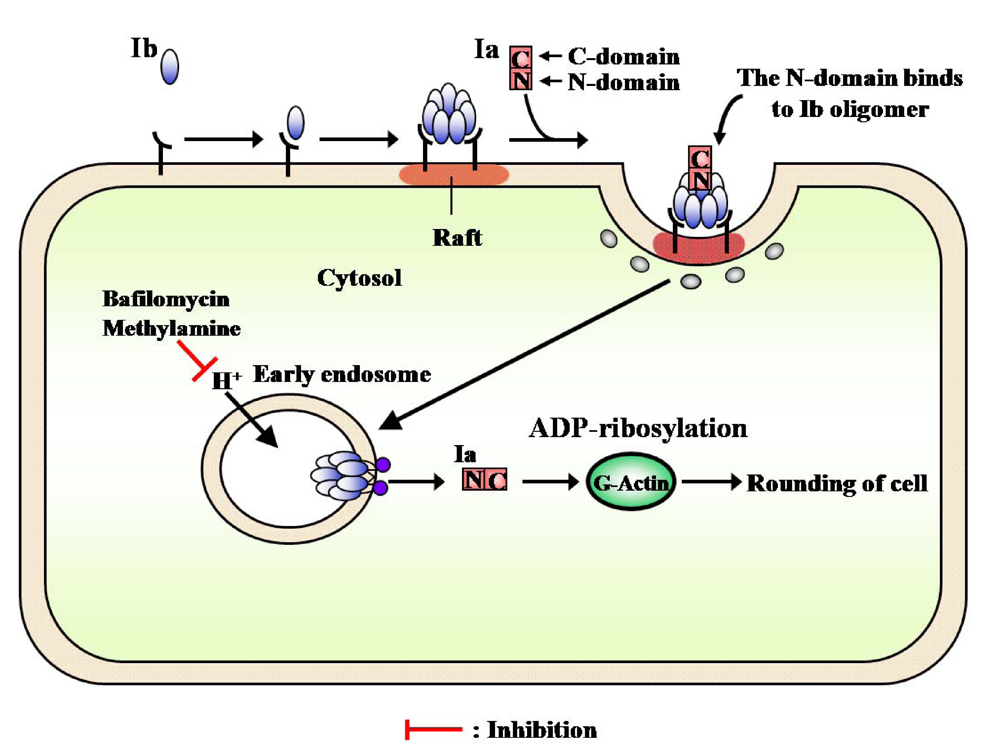 Ib
Ia
C
N
C-domain
N-domain
The N-domain binds
to Ib oligomer
C
N
Raft
Cytosol
Bafilomycin
Methylamine
H+
Early endosome
ADP-ribosylation
Ia
N C
G-Actin
Rounding of cell
: Inhibition